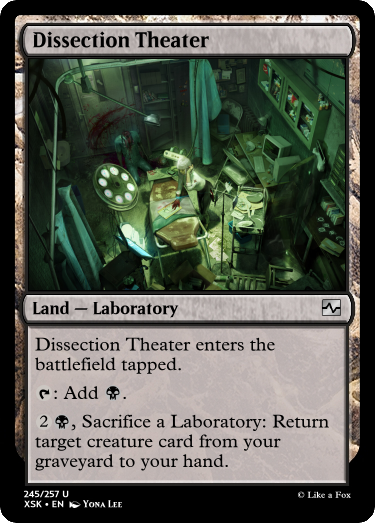 Dissection Theater
Land — Laboratory
Dissection Theater enters the
battlefield tapped.
: Add .
2 , Sacrifice a Laboratory: Return
target creature card from your
graveyard to your hand.
245/257 U
XSK • EN Yona Lee
© Like a Fox